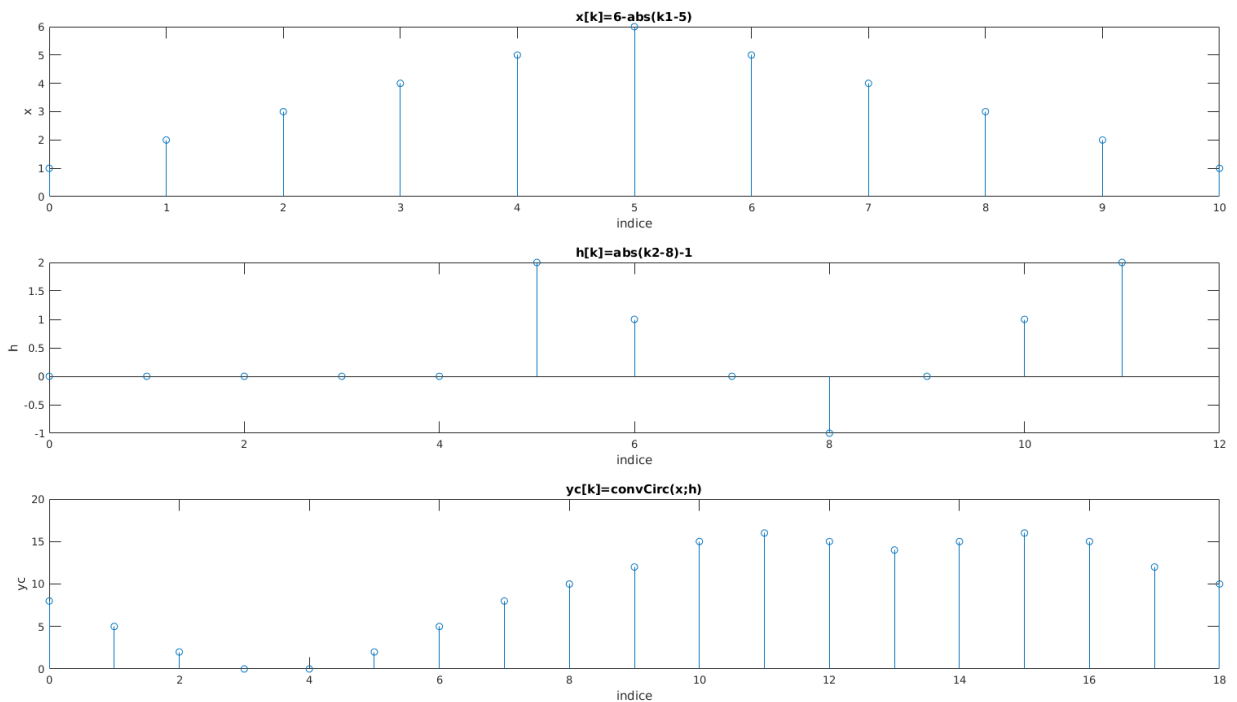 x[k]=6-abs(k1-5)
6
5
4
3
2
1
0
x
0 1 2 3 4 5 6 7 8 9 10
indice
h[k]=abs(k2-8)-1
2
1.5
1
0.5
0
-0.5
-1
h
0 2 4 6 8 10 12
indice
yc[k]=convCirc(x;h)
20
15
10
5
0
yc
0 2 4 6 8 10 12 14 16 18
indice